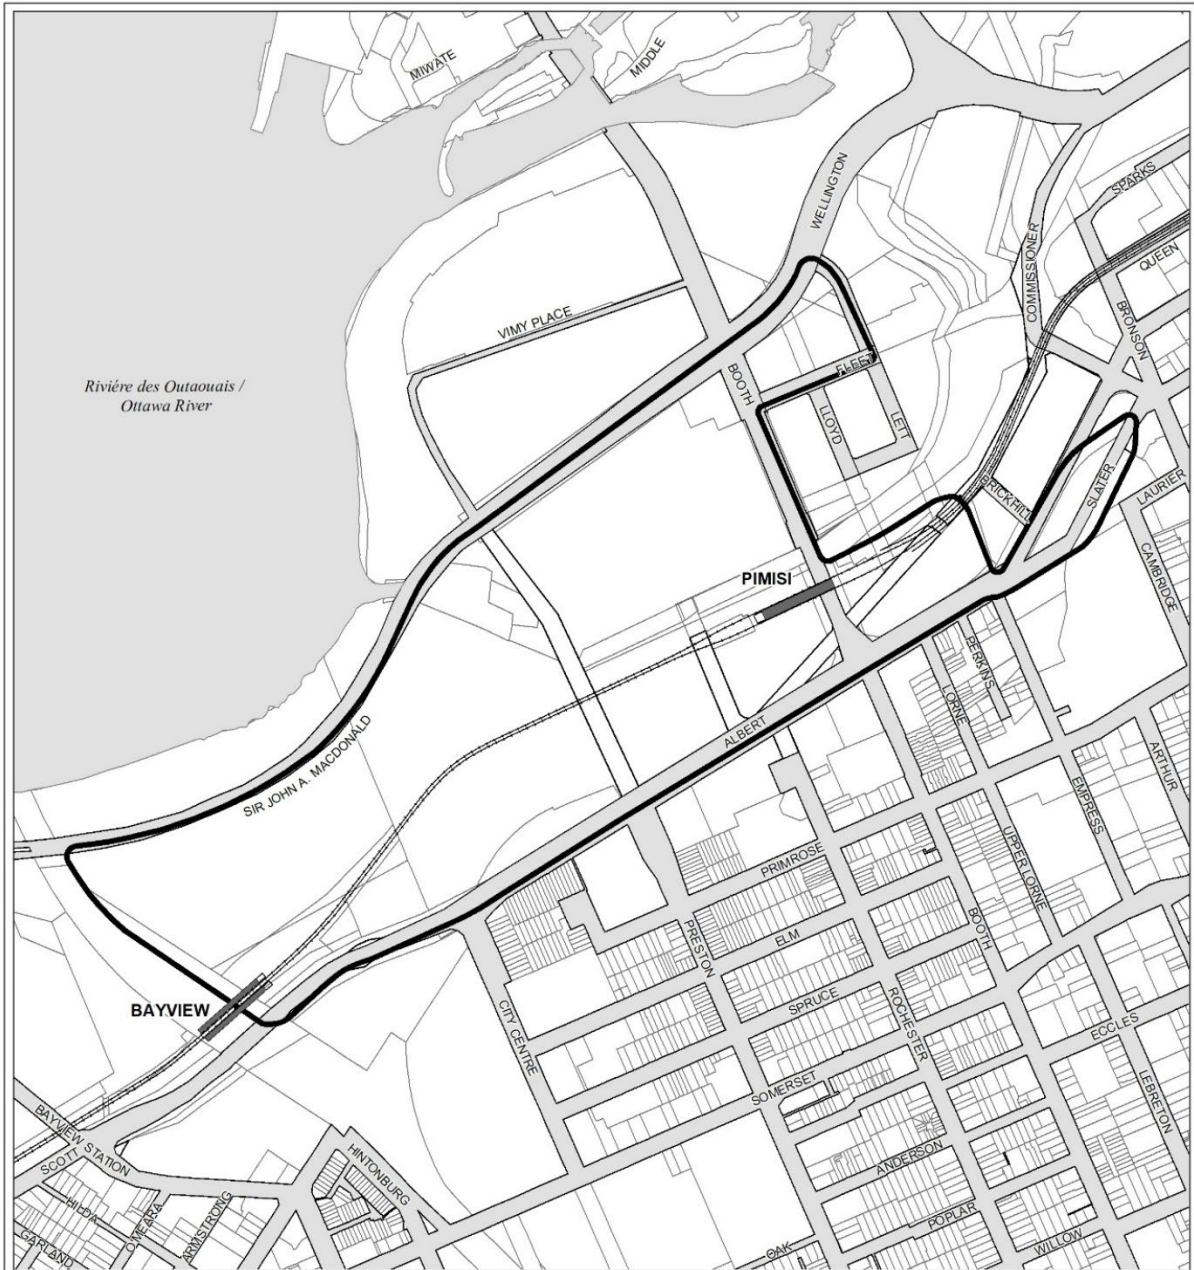 MIWATE
MIDDLE
WELLINGTON
SPARKS
COMMISSIONER
QUEEN
BRONSON
VIMY PLACE
Riviére des Outaouais /
Ottawa River
BOOTH
FLEET
LLOYD
LETT
BRICKHILL
SLATER
LAURIER
CAMBRIDGE
PIMISI
PERKINS
LORNE
ALBERT
SIR JOHN A. MACDONALD
ARTHUR
EMPRESS
UPPER LORNE
PRIMROSE
BOOTH
PRESTON
ELM
SPRUCE
ROCHESTER
BAYVIEW
CITY CENTRE
ECCLES
SOMERSET
LEBRETON
BAYVIEW STATION
SCOTT
HINTONBURG
ANDERSON
HILDA
OMEARA
ARMSTRONG
POPLAR
GARLAND
OAK
WILLOW